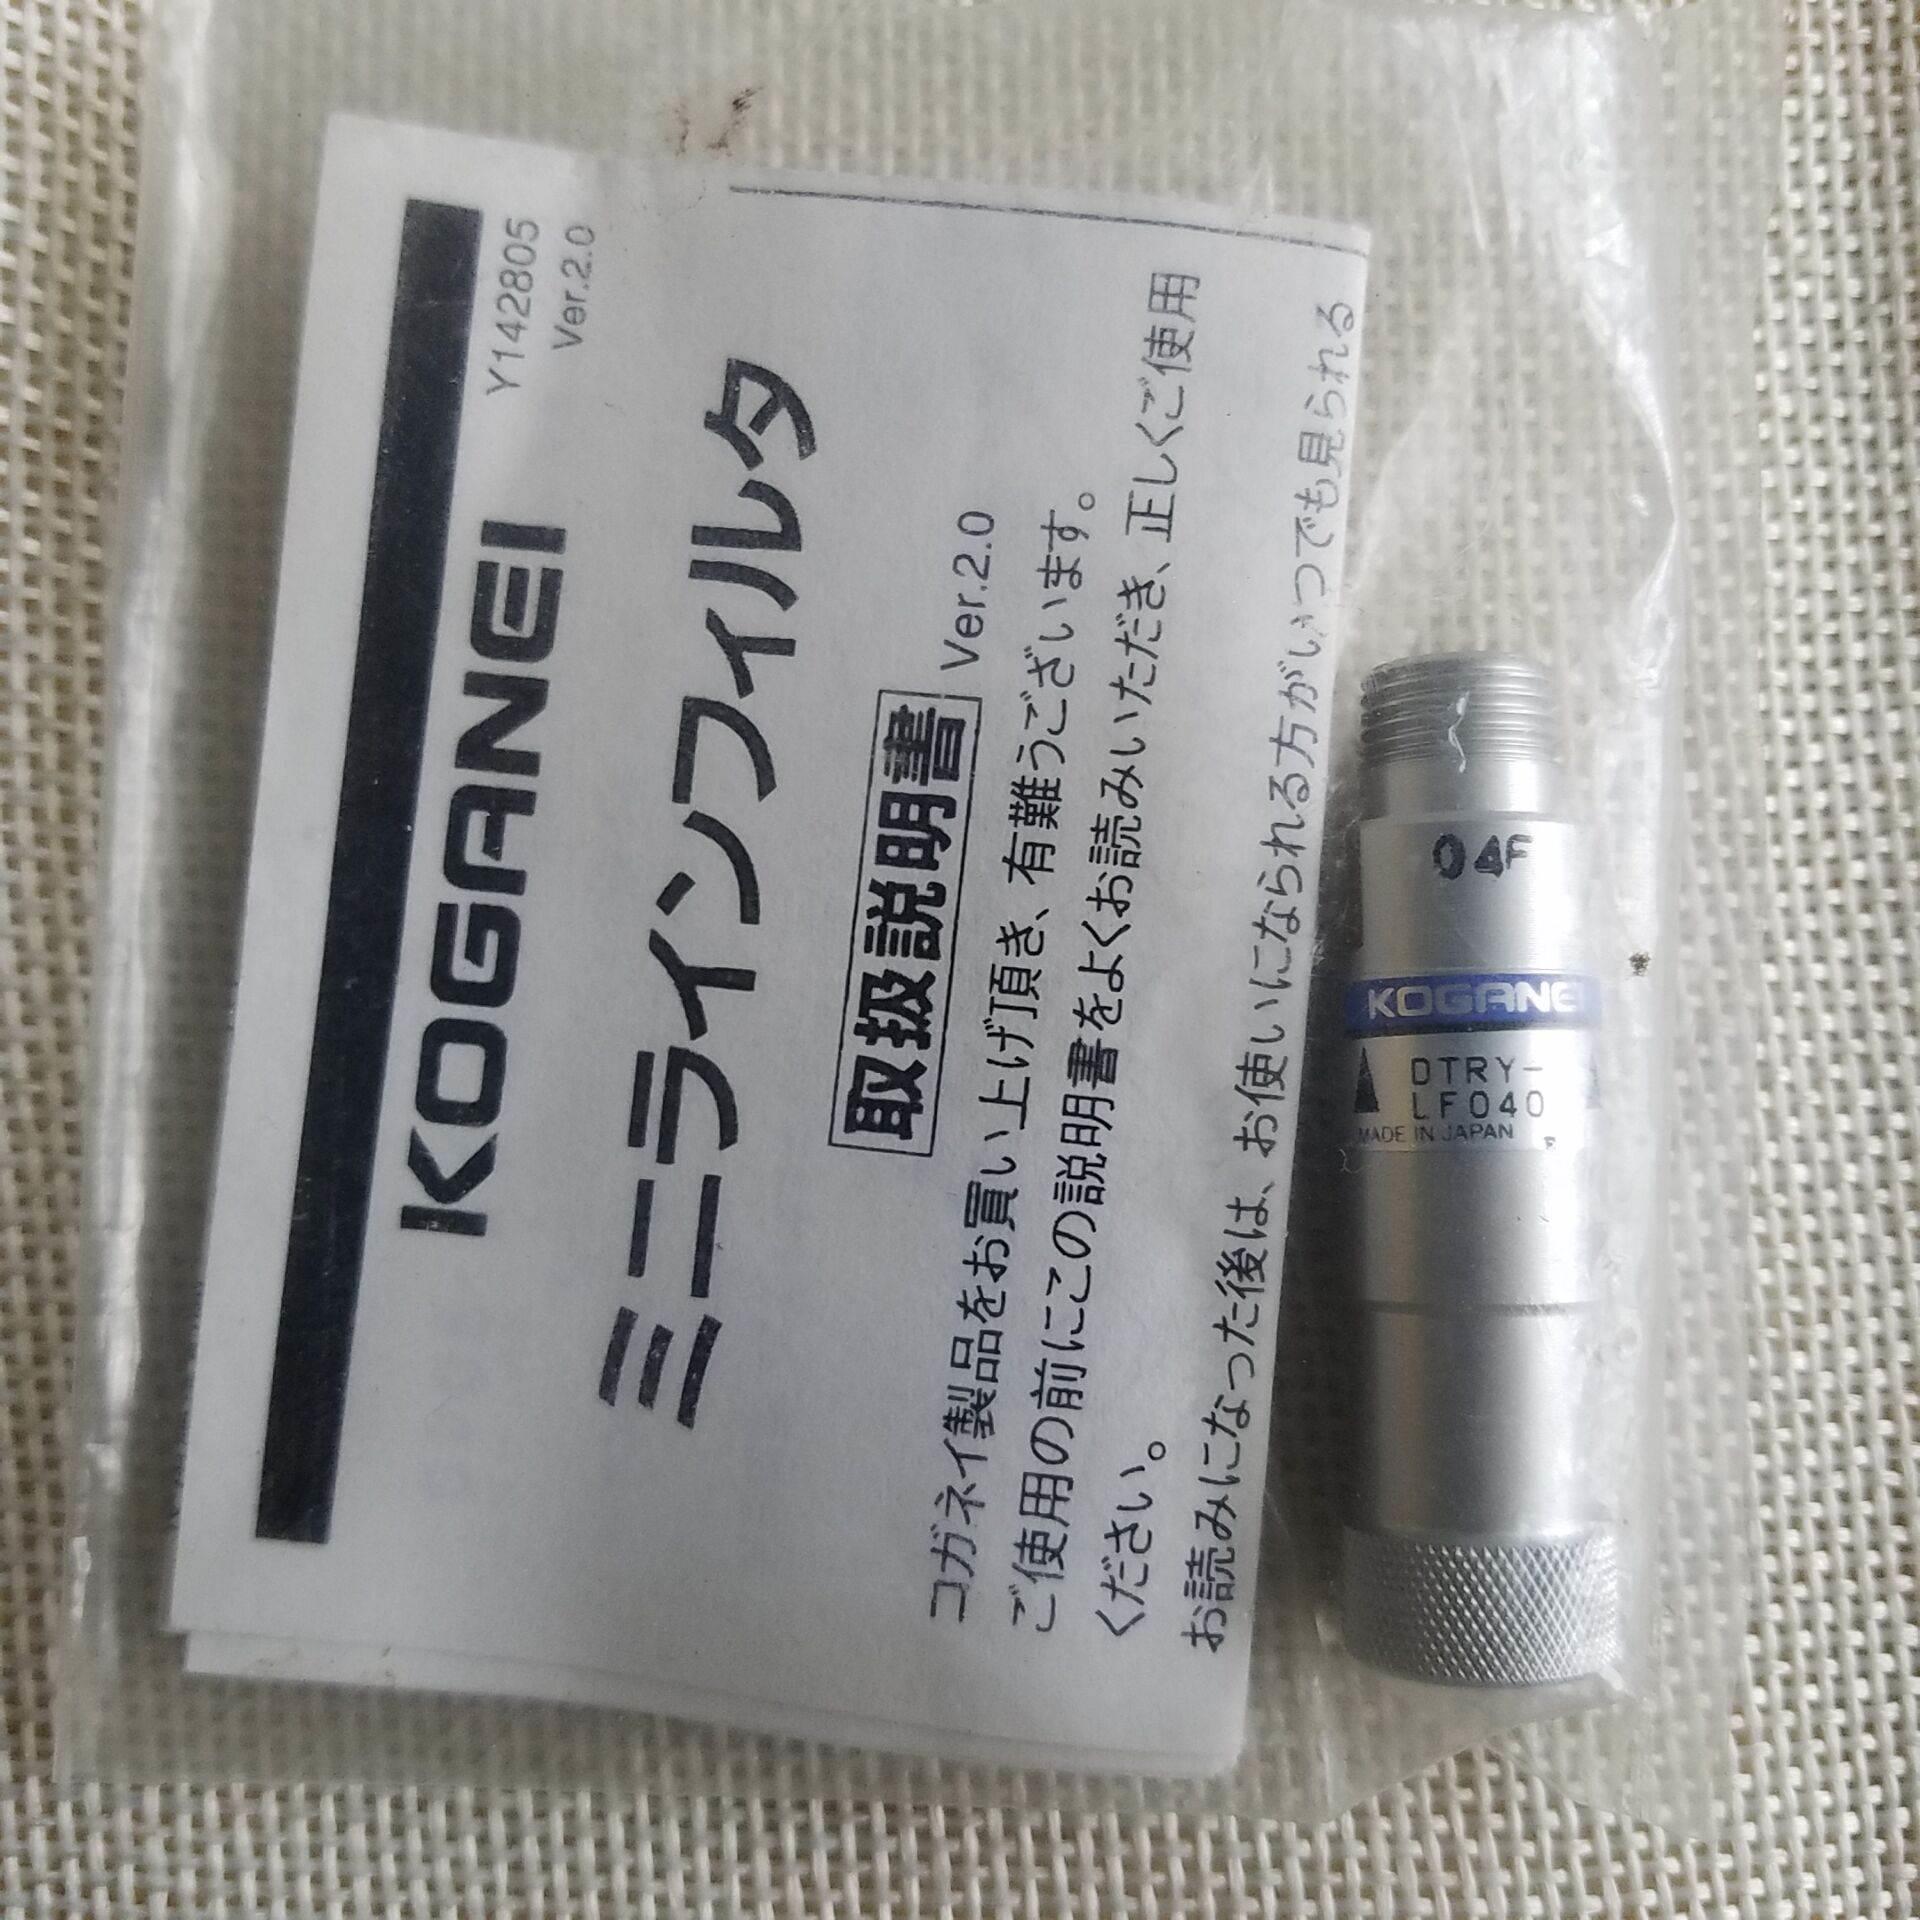 Y142805
Ver.2.0
KOGANEI
ミニラインフィルタ
取扱説明書 Ver.2.0
コガネイ製品をお買い上げ頂き、有難うございます。
ご使用の前にこの説明書をよくお読みいただき、正しくご使用
ください。
お読みになった後は、お使いになられる方がいつでも見られる
04F
KOGANEI
DTRY-
LF040
MADE IN JAPAN